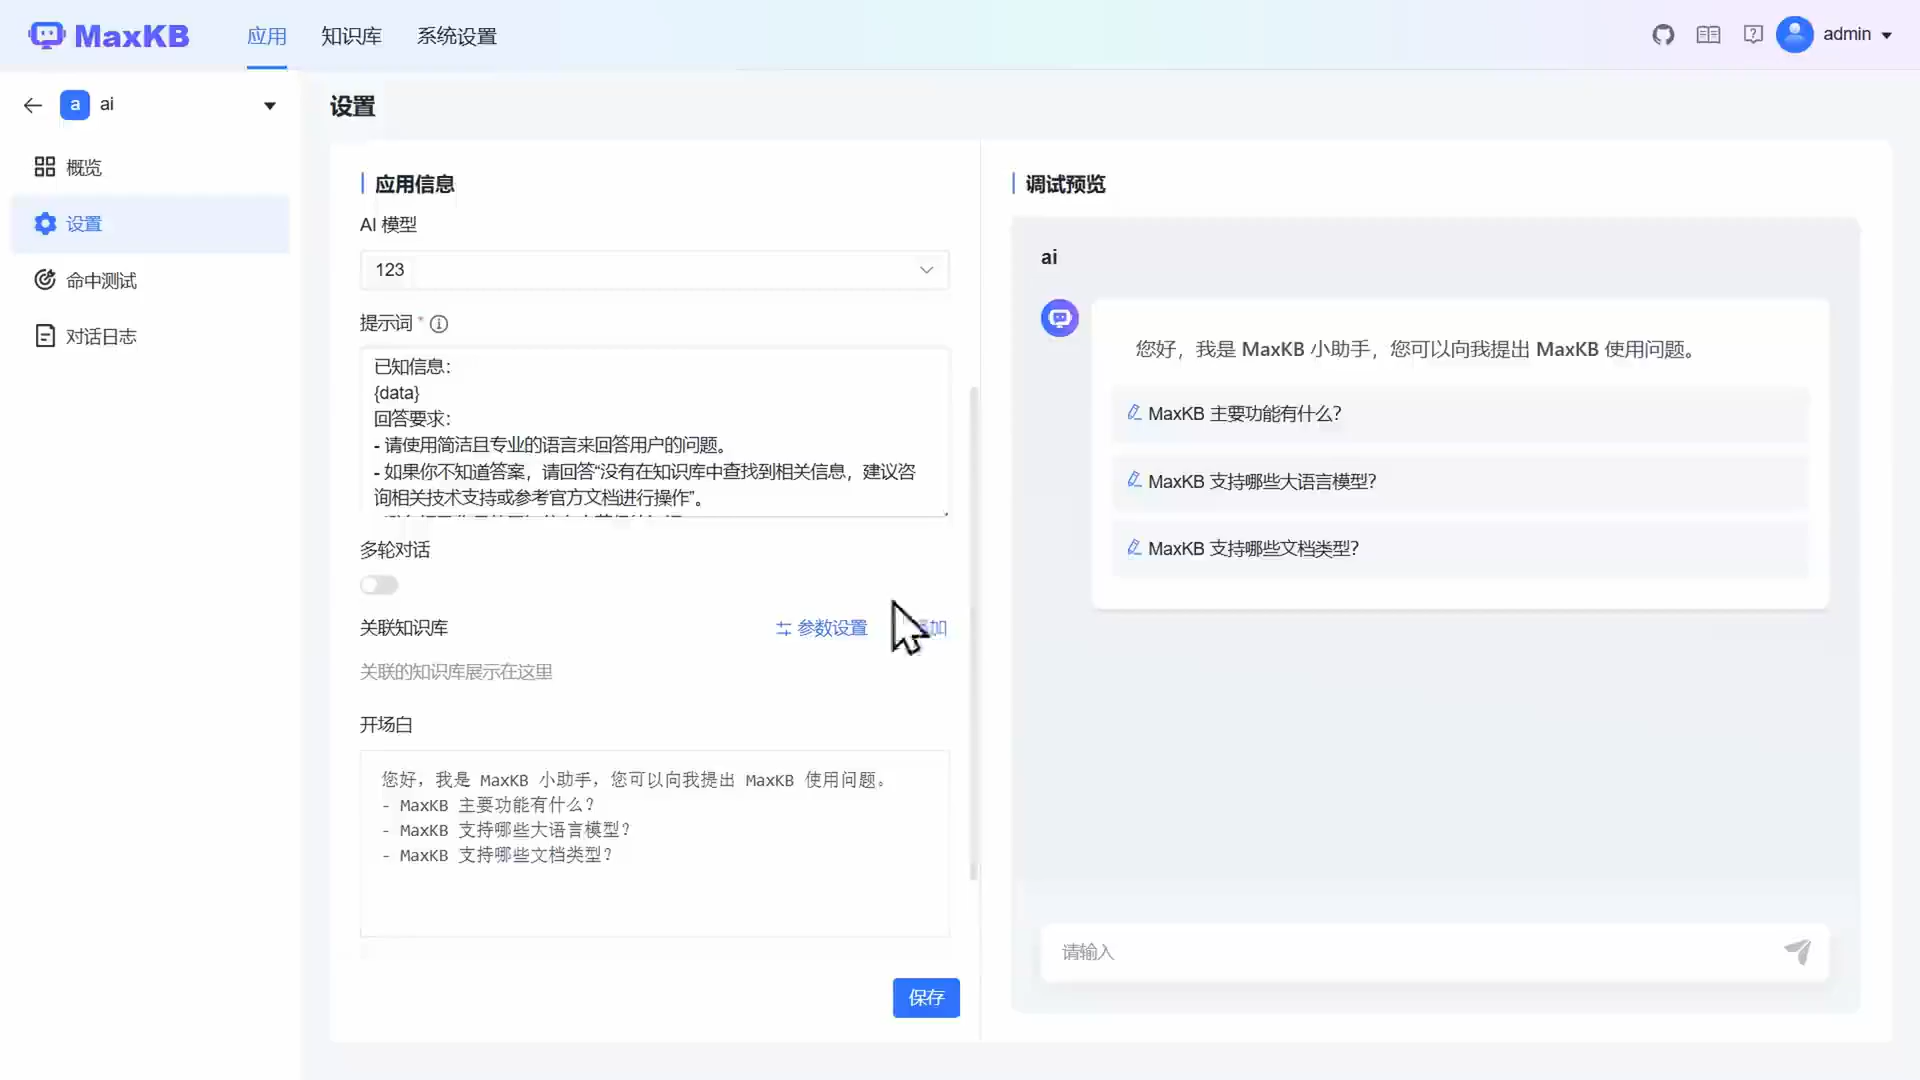 MaxKB
应用
知识库
系统设置
admin
a
ai
概览
设置
命中测试
对话日志
设置
应用信息
AI 模型
123
提示词 *
已知信息：
{data}
回答要求：
- 请使用简洁且专业的语言来回答用户的问题。
- 如果你不知道答案，请回答“没有在知识库中查找到相关信息，建议咨
询相关技术支持或参考官方文档进行操作”。
多轮对话
关联知识库
参数设置
加
关联的知识库展示在这里
开场白
您好，我是 MaxKB 小助手，您可以向我提出 MaxKB 使用问题。
- MaxKB 主要功能有什么？
- MaxKB 支持哪些大语言模型？
- MaxKB 支持哪些文档类型？
保存
调试预览
ai
您好，我是 MaxKB 小助手，您可以向我提出 MaxKB 使用问题。
MaxKB 主要功能有什么？
MaxKB 支持哪些大语言模型？
MaxKB 支持哪些文档类型？
请输入